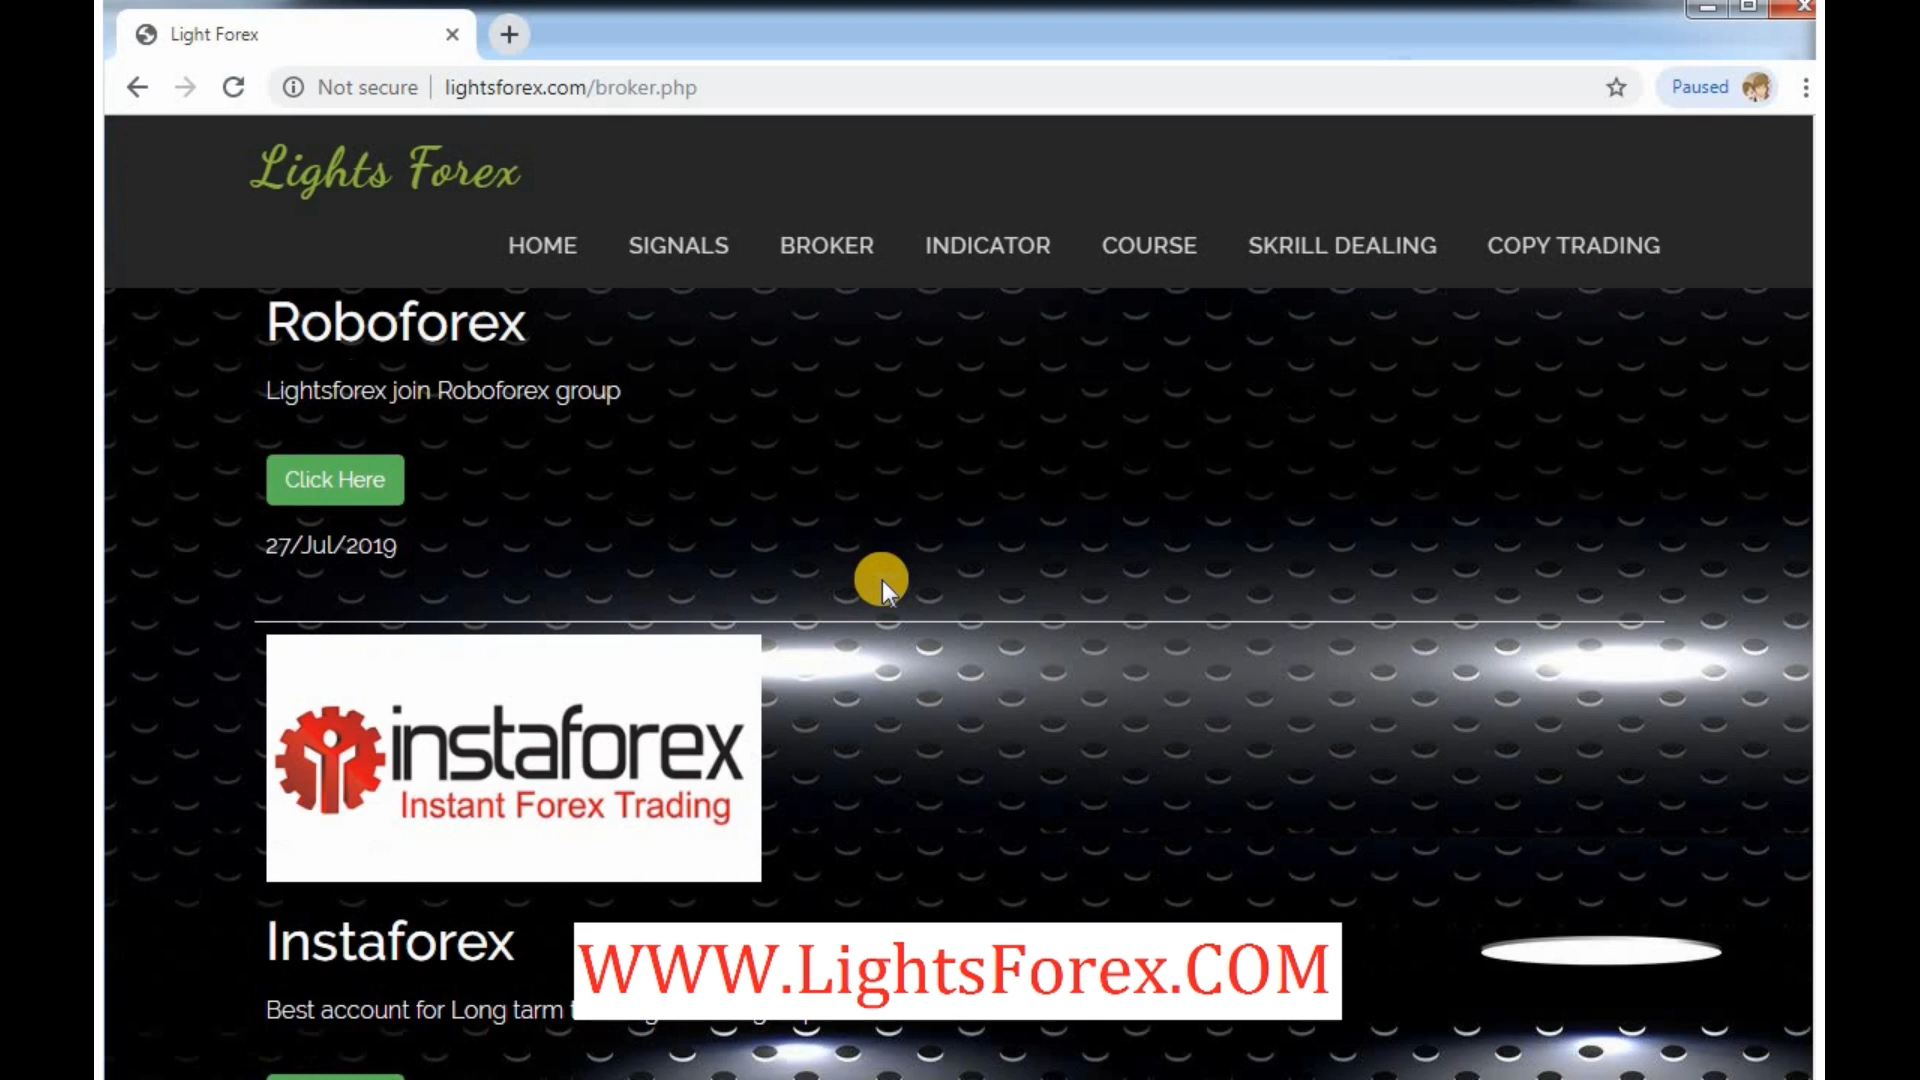 Light Forex
Not secure
lightsforex.com/broker.php
Paused
Lights Forex
HOME SIGNALS BROKER INDICATOR COURSE SKRILL DEALING COPY TRADING
Roboforex
Lightsforex join Roboforex group
Click Here
27/Jul/2019
instaforex
Instant Forex Trading
Instaforex
WWW.LightsForex.COM
Best account for Long tarm